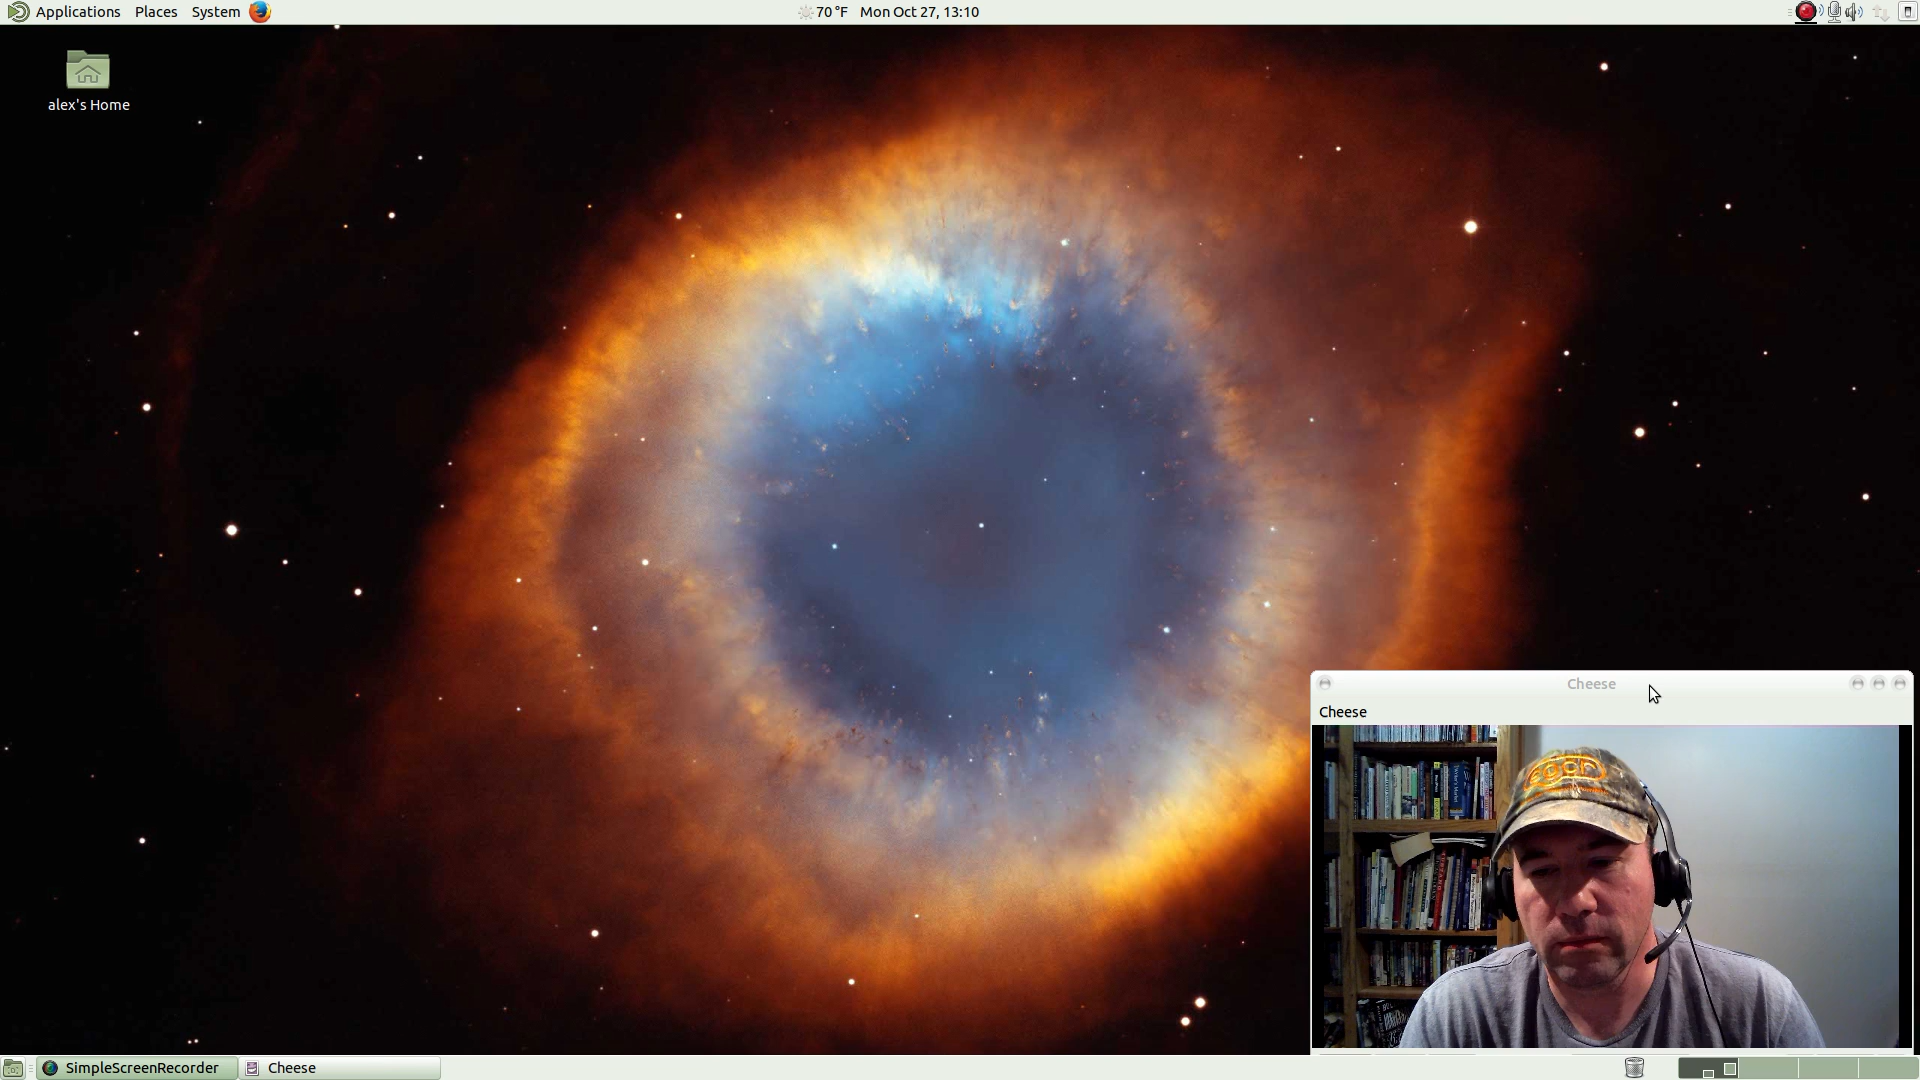 Applications Places System 70 °F Mon Oct 27, 13:10
alex's Home
Cheese
Cheese
SimpleScreenRecorder Cheese